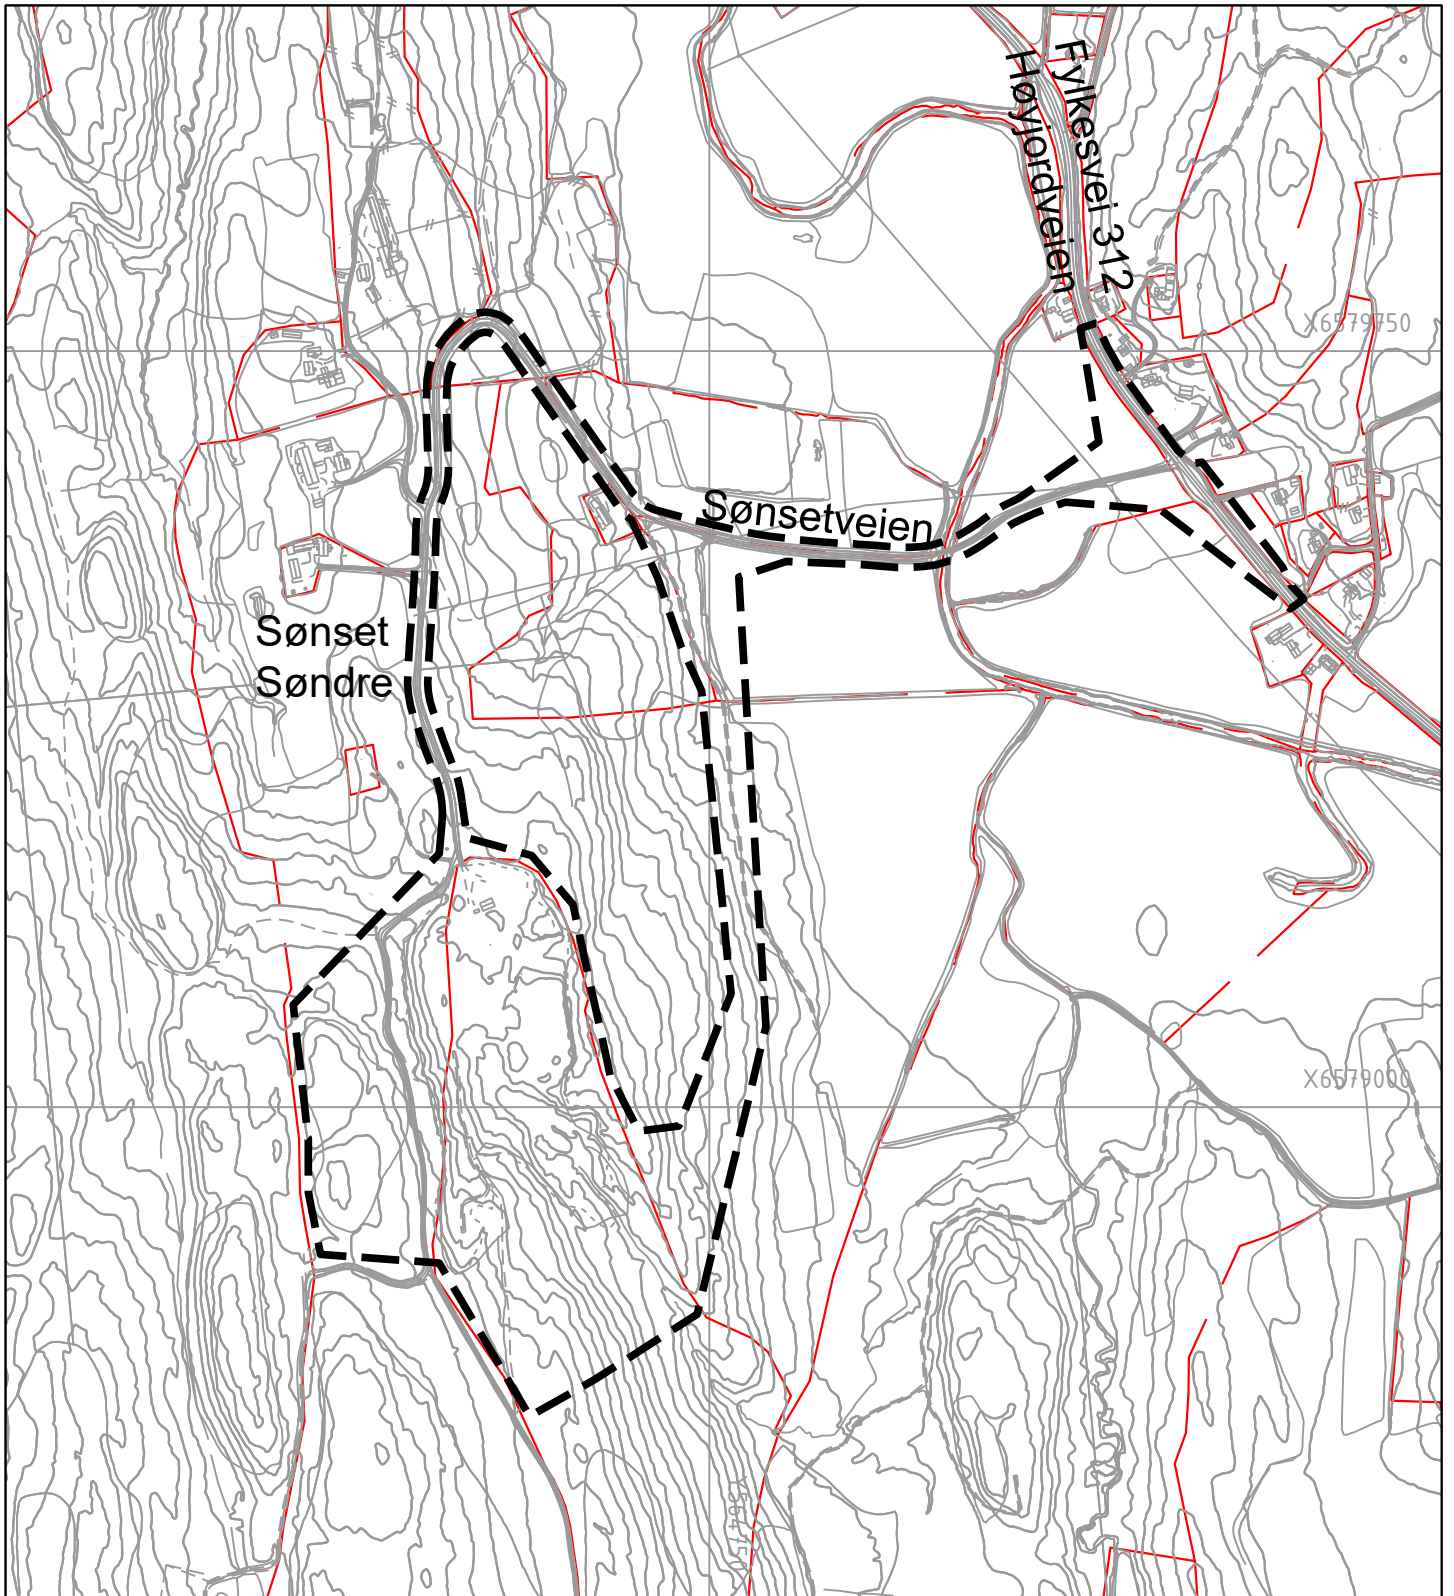 Fylkesvei 312
Høyjordveien
X6579750
Sønsetveien
Sønset
Søndre
X6579000